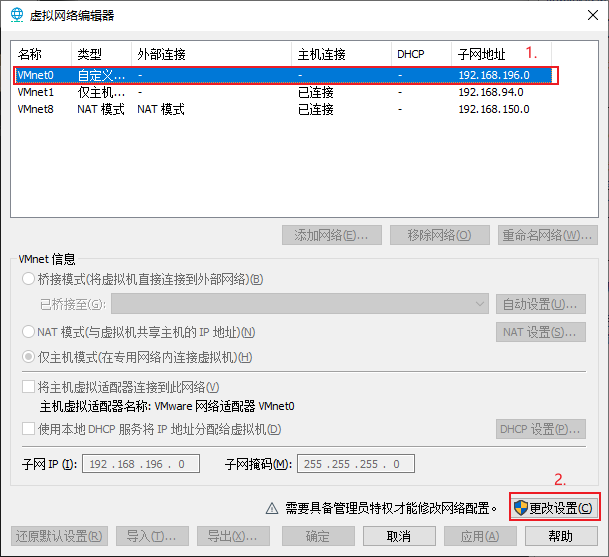 虚拟网络编辑器
1.
名称 类型 外部连接 主机连接 DHCP 子网地址
VMnet0 自定义... - - - 192.168.196.0
VMnet1 仅主机... - 已连接 - 192.168.94.0
VMnet8 NAT 模式 NAT 模式 已连接 - 192.168.150.0
添加网络(E)... 移除网络(O) 重命名网络(W)...
VMnet 信息
桥接模式(将虚拟机直接连接到外部网络)(B)
已桥接至(G): 自动设置(U)...
NAT 模式(与虚拟机共享主机的 IP 地址)(N) NAT 设置(S)...
仅主机模式(在专用网络内连接虚拟机)(H)
将主机虚拟适配器连接到此网络(V)
主机虚拟适配器名称: VMware 网络适配器 VMnet0
使用本地 DHCP 服务将 IP 地址分配给虚拟机(D) DHCP 设置(P)...
子网 IP (I): 192 . 168 . 196 . 0 子网掩码(M): 255 . 255 . 255 . 0
2.
需要具备管理员特权才能修改网络配置。 更改设置(C)
还原默认设置(R) 导入(T)... 导出(X)... 确定 取消 应用(A) 帮助